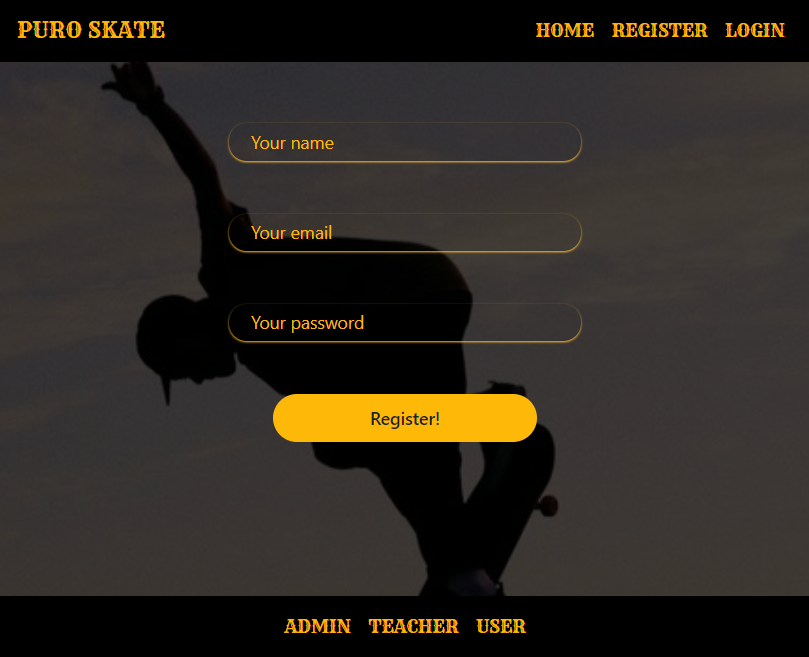 PURO SKATE HOME REGISTER LOGIN
Your name
Your email
Your password
Register!
ADMIN TEACHER USER